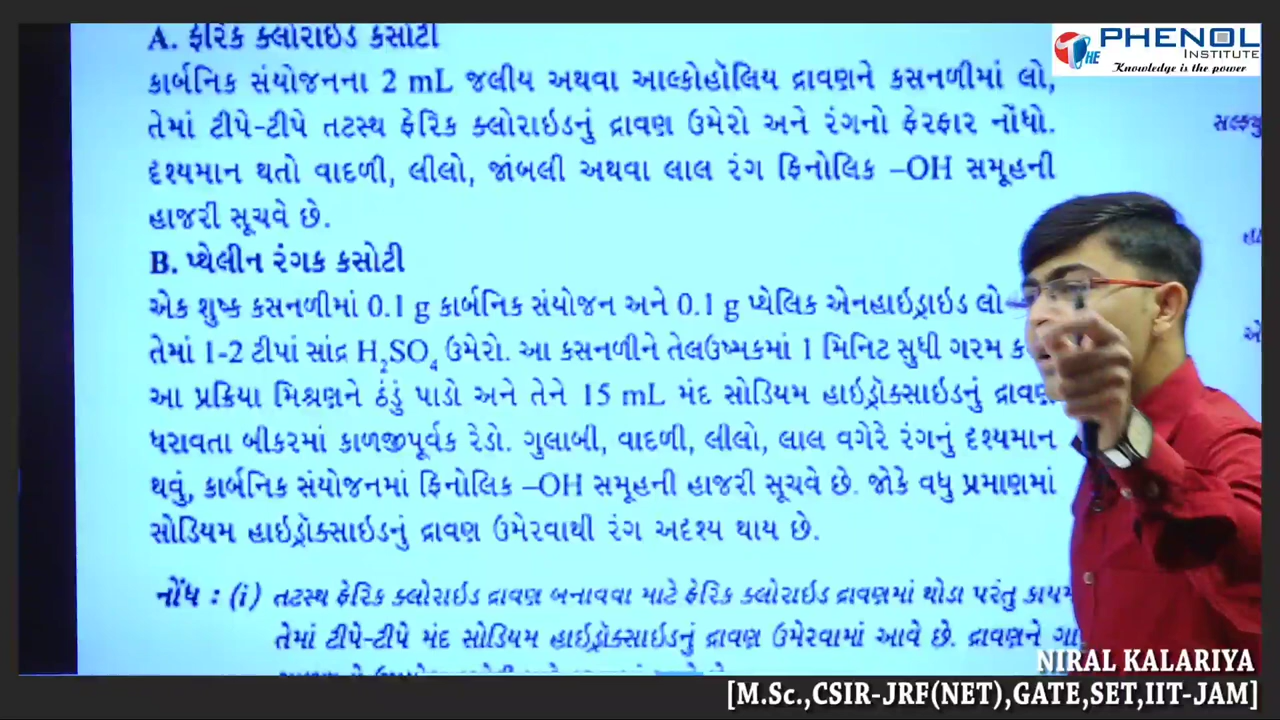 A. ફેરિક ક્લોરાઇડ કસોટી
કાર્બનિક સંયોજનના 2 mL જલીય અથવા આલ્કોહૉલિય દ્રાવણને કસનળીમાં લો,
તેમાં ટીપે-ટીપે તટસ્થ ફેરિક ક્લોરાઇડનું દ્રાવણ ઉમેરો અને રંગનો ફેરફાર નોંધો.
દૃશ્યમાન થતો વાદળી, લીલો, જાંબલી અથવા લાલ રંગ ફિનોલિક –OH સમૂહની
હાજરી સૂચવે છે.
B. પ્થેલીન રંગક કસોટી
એક શુષ્ક કસનળીમાં 0.1 g કાર્બનિક સંયોજન અને 0.1 g પ્થેલિક એનહાઇડ્રાઇડ લો
તેમાં 1-2 ટીપાં સાંદ્ર H₂SO₄ ઉમેરો. આ કસનળીને તેલઉષ્મકમાં 1 મિનિટ સુધી ગરમ
આ પ્રક્રિયા મિશ્રણને ઠંડું પાડો અને તેને 15 mL મંદ સોડિયમ હાઇડ્રૉક્સાઇડનું દ્રાવણ
ધરાવતા બીકરમાં કાળજીપૂર્વક રેડો. ગુલાબી, વાદળી, લીલો, લાલ વગેરે રંગનું દૃશ્યમાન
થવું, કાર્બનિક સંયોજનમાં ફિનોલિક –OH સમૂહની હાજરી સૂચવે છે. જોકે વધુ પ્રમાણમાં
સોડિયમ હાઇડ્રૉક્સાઇડનું દ્રાવણ ઉમેરવાથી રંગ અદૃશ્ય થાય છે.
નોંધ : (i) તટસ્થ ફેરિક ક્લોરાઇડ દ્રાવણ બનાવવા માટે ફેરિક ક્લોરાઇડ દ્રાવણમાં થોડા પરંતુ
તેમાં ટીપે-ટીપે મંદ સોડિયમ હાઇડ્રૉક્સાઇડનું દ્રાવણ ઉમેરવામાં આવે છે. દ્રાવણને
THE PHENOL
INSTITUTE
Knowledge is the power
NIRAL KALARIYA
[M.Sc.,CSIR-JRF(NET),GATE,SET,IIT-JAM]